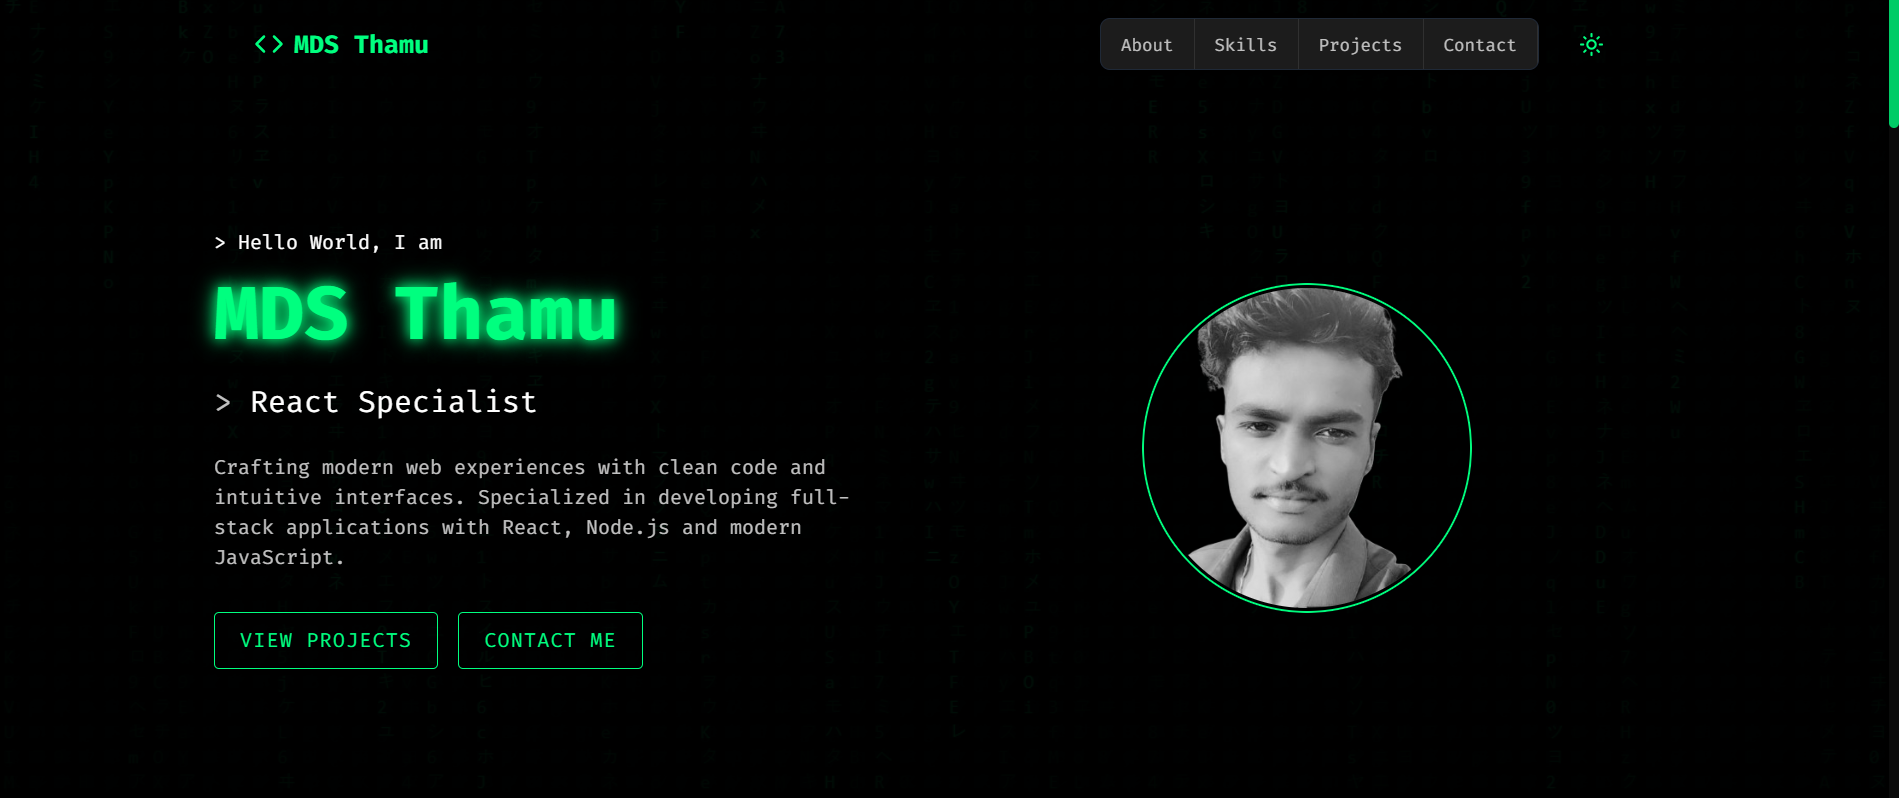 MDS Thamu
About
Skills
Projects
Contact
> Hello World, I am
MDS Thamu
> React Specialist
Crafting modern web experiences with clean code and
intuitive interfaces. Specialized in developing full-
stack applications with React, Node.js and modern
JavaScript.
VIEW PROJECTS
CONTACT ME